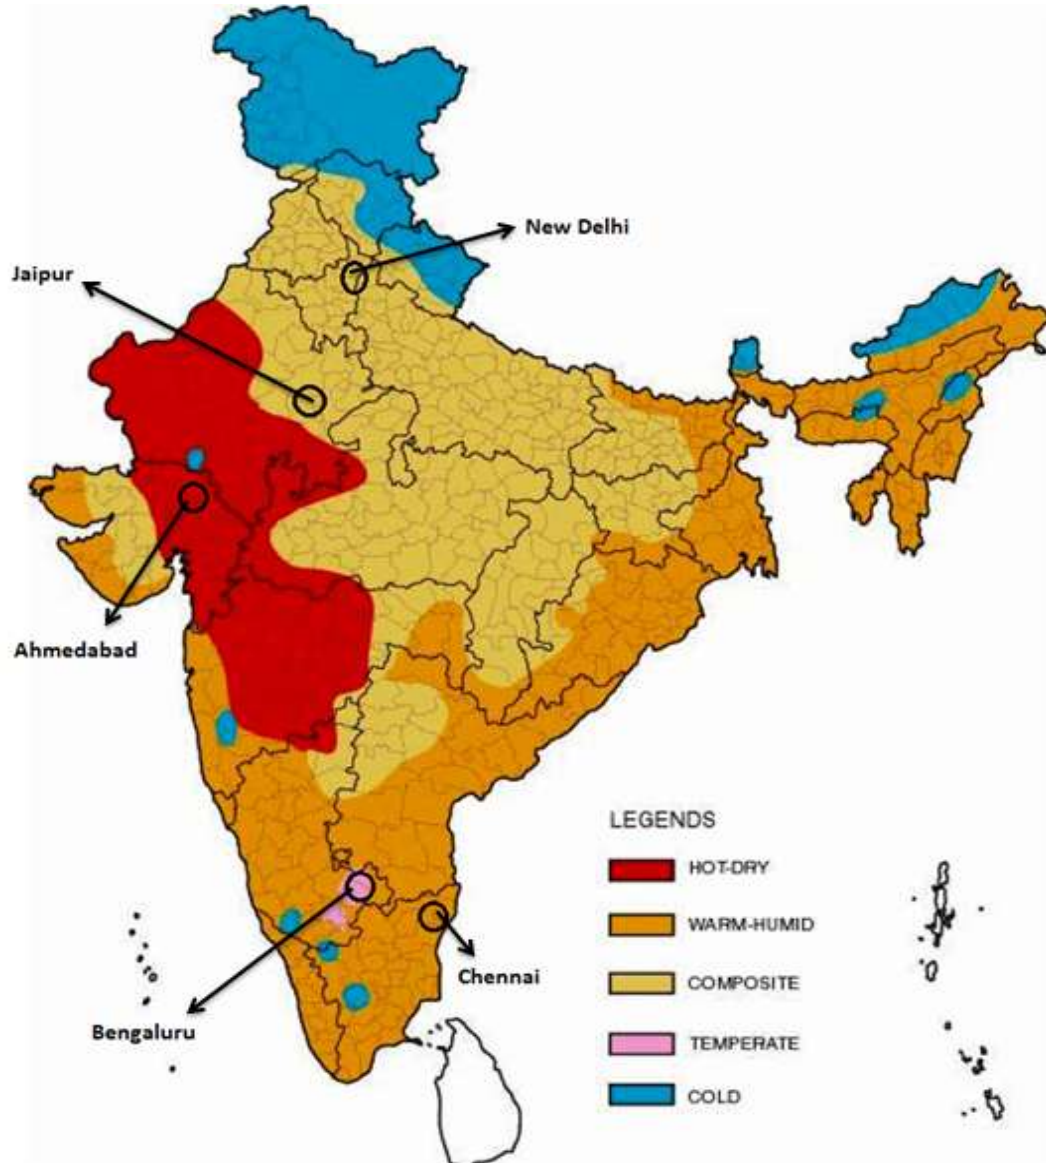 New Delhi
Jaipur
Ahmedabad
LEGENDS
HOT-DRY
WARM-HUMID
Chennai
COMPOSITE
Bengaluru
TEMPERATE
COLD